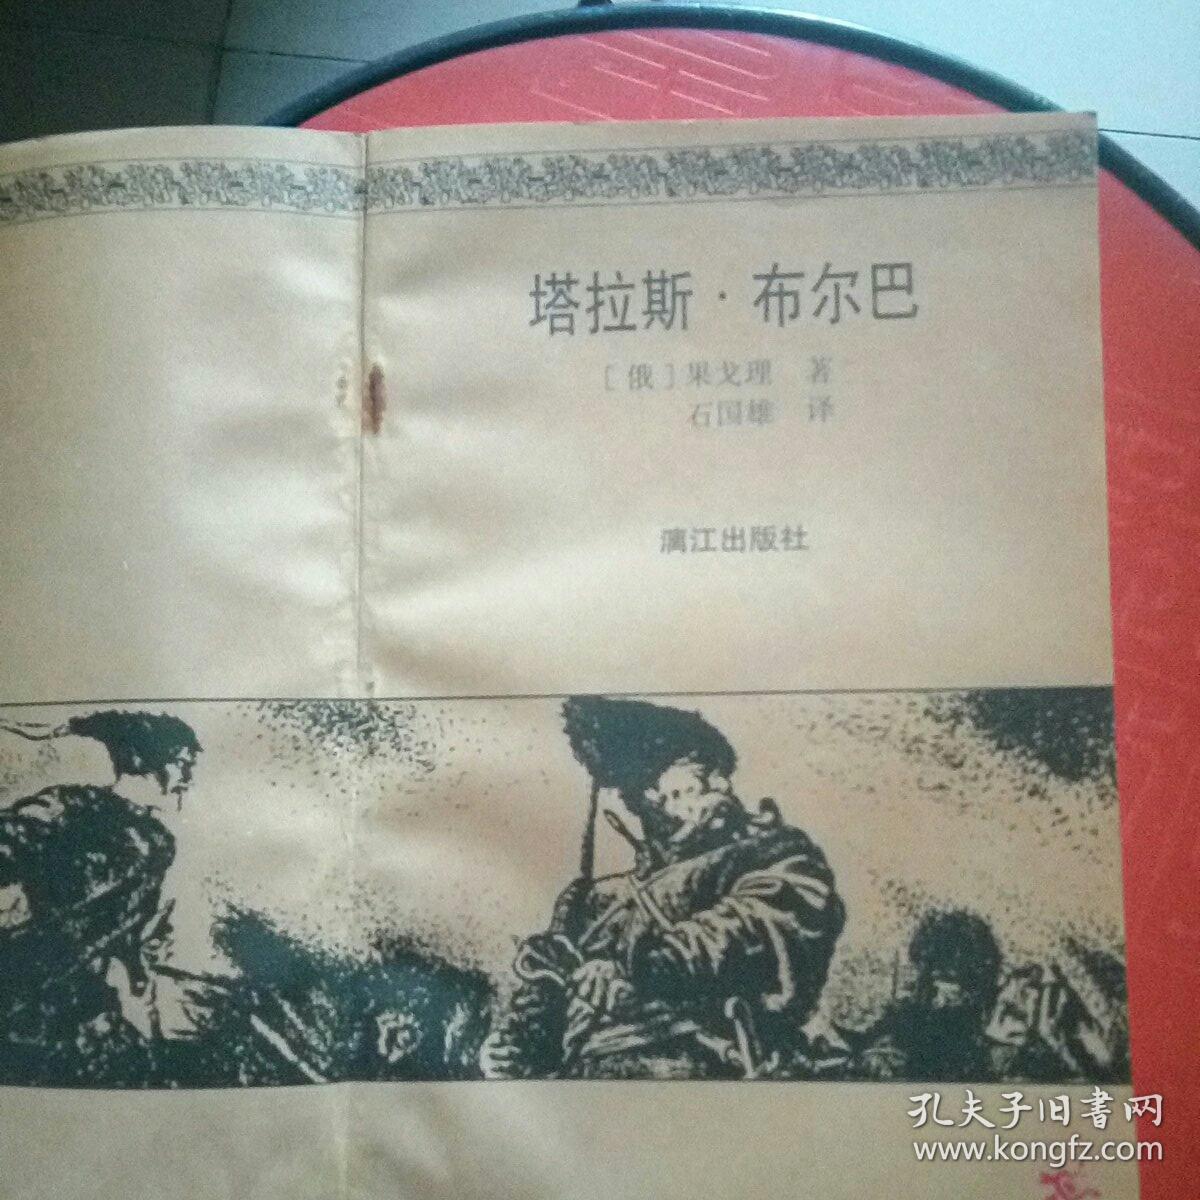 塔拉斯·布尔巴
［俄］果戈理 著
石国雄 译
漓江出版社
孔夫子旧書网
www.kongfz.com